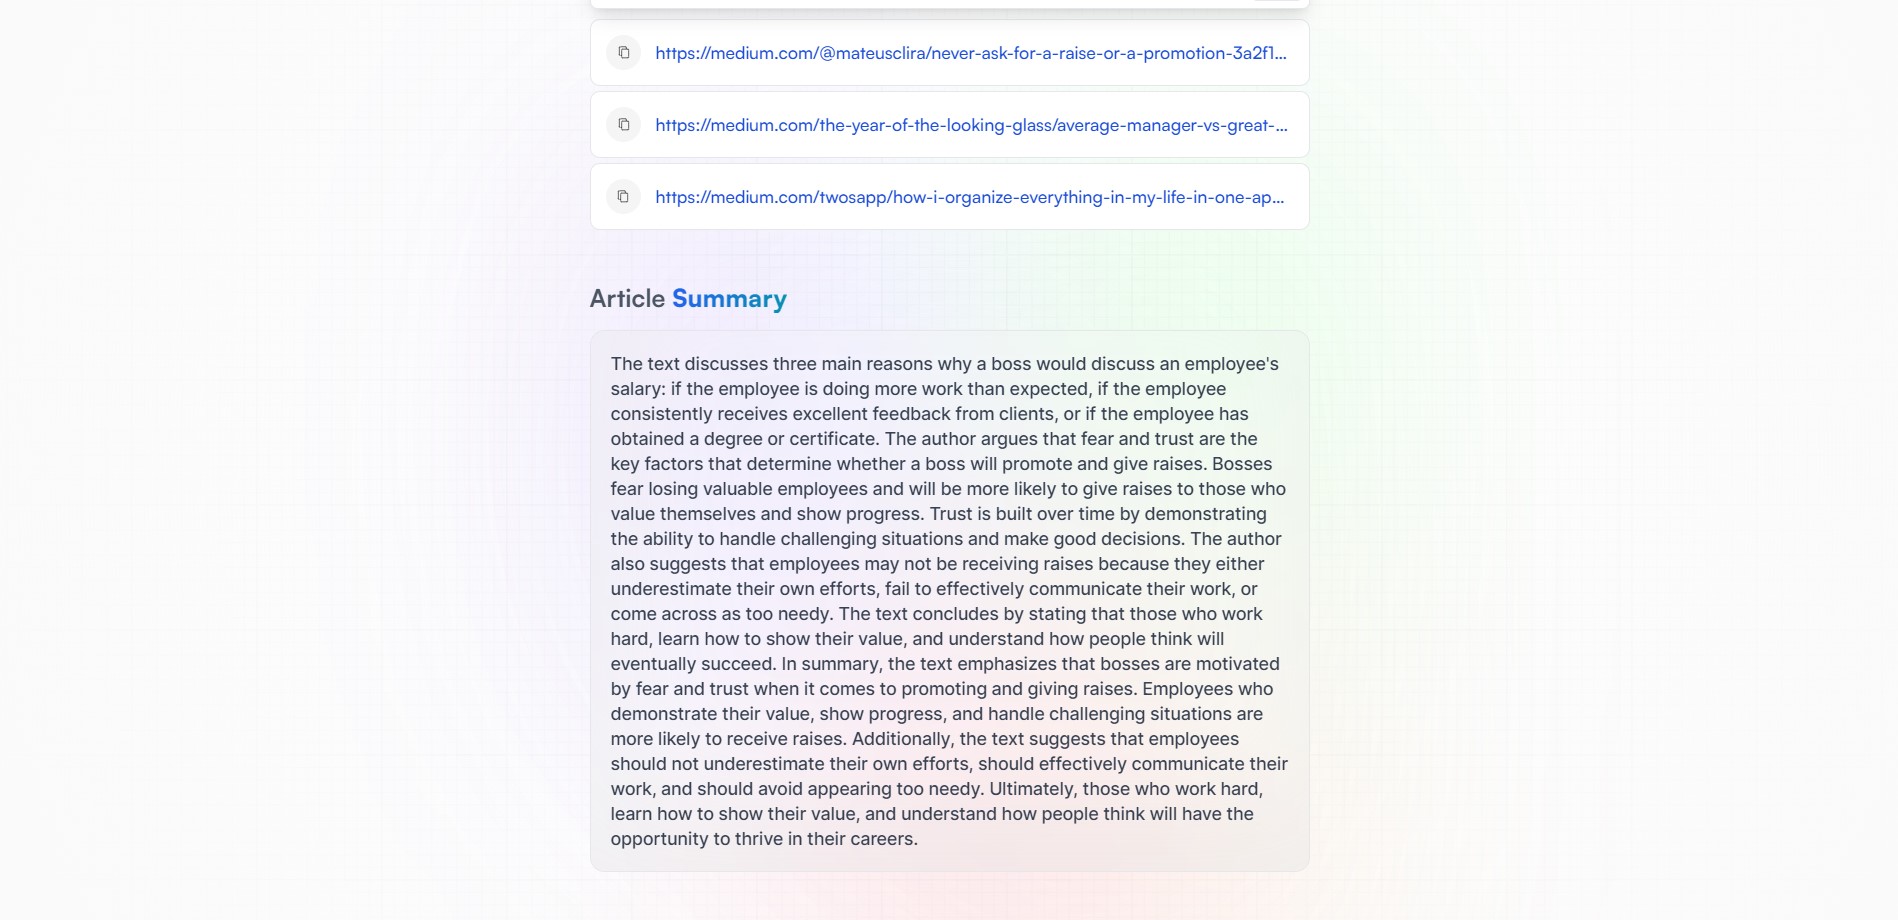 https://medium.com/@mateusclira/never-ask-for-a-raise-or-a-promotion-3a2f1...
https://medium.com/the-year-of-the-looking-glass/average-manager-vs-great-...
https://medium.com/twosapp/how-i-organize-everything-in-my-life-in-one-ap...
Article Summary
The text discusses three main reasons why a boss would discuss an employee's
salary: if the employee is doing more work than expected, if the employee
consistently receives excellent feedback from clients, or if the employee has
obtained a degree or certificate. The author argues that fear and trust are the
key factors that determine whether a boss will promote and give raises. Bosses
fear losing valuable employees and will be more likely to give raises to those who
value themselves and show progress. Trust is built over time by demonstrating
the ability to handle challenging situations and make good decisions. The author
also suggests that employees may not be receiving raises because they either
underestimate their own efforts, fail to effectively communicate their work, or
come across as too needy. The text concludes by stating that those who work
hard, learn how to show their value, and understand how people think will
eventually succeed. In summary, the text emphasizes that bosses are motivated
by fear and trust when it comes to promoting and giving raises. Employees who
demonstrate their value, show progress, and handle challenging situations are
more likely to receive raises. Additionally, the text suggests that employees
should not underestimate their own efforts, should effectively communicate their
work, and should avoid appearing too needy. Ultimately, those who work hard,
learn how to show their value, and understand how people think will have the
opportunity to thrive in their careers.